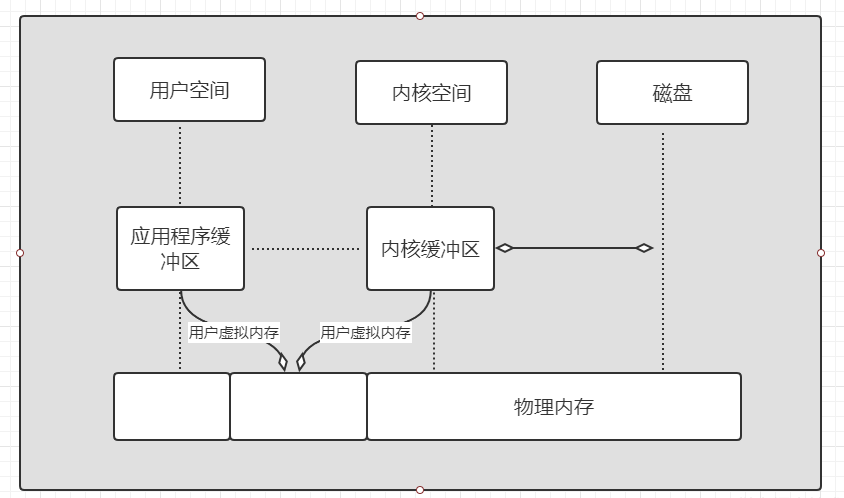 用户空间
内核空间
磁盘
应用程序缓
冲区
内核缓冲区
用户虚拟内存
用户虚拟内存
物理内存